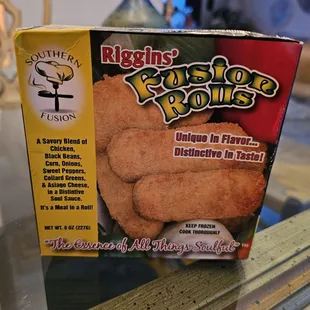 SOUTHERN
FUSION
Riggins'
Fusion
Rolls
Unique in Flavor...
Distinctive in Taste!
A Savory Blend of
Chicken,
Black Beans,
Corn, Onions,
Sweet Peppers,
Collard Greens,
& Asiago Cheese,
in a Distinctive
Soul Sauce.
It's a Meal in a Roll!
KEEP FROZEN
COOK THOROUGHLY
NET WT. 8 OZ (227G)
"The Essence of All Things Soulful"™